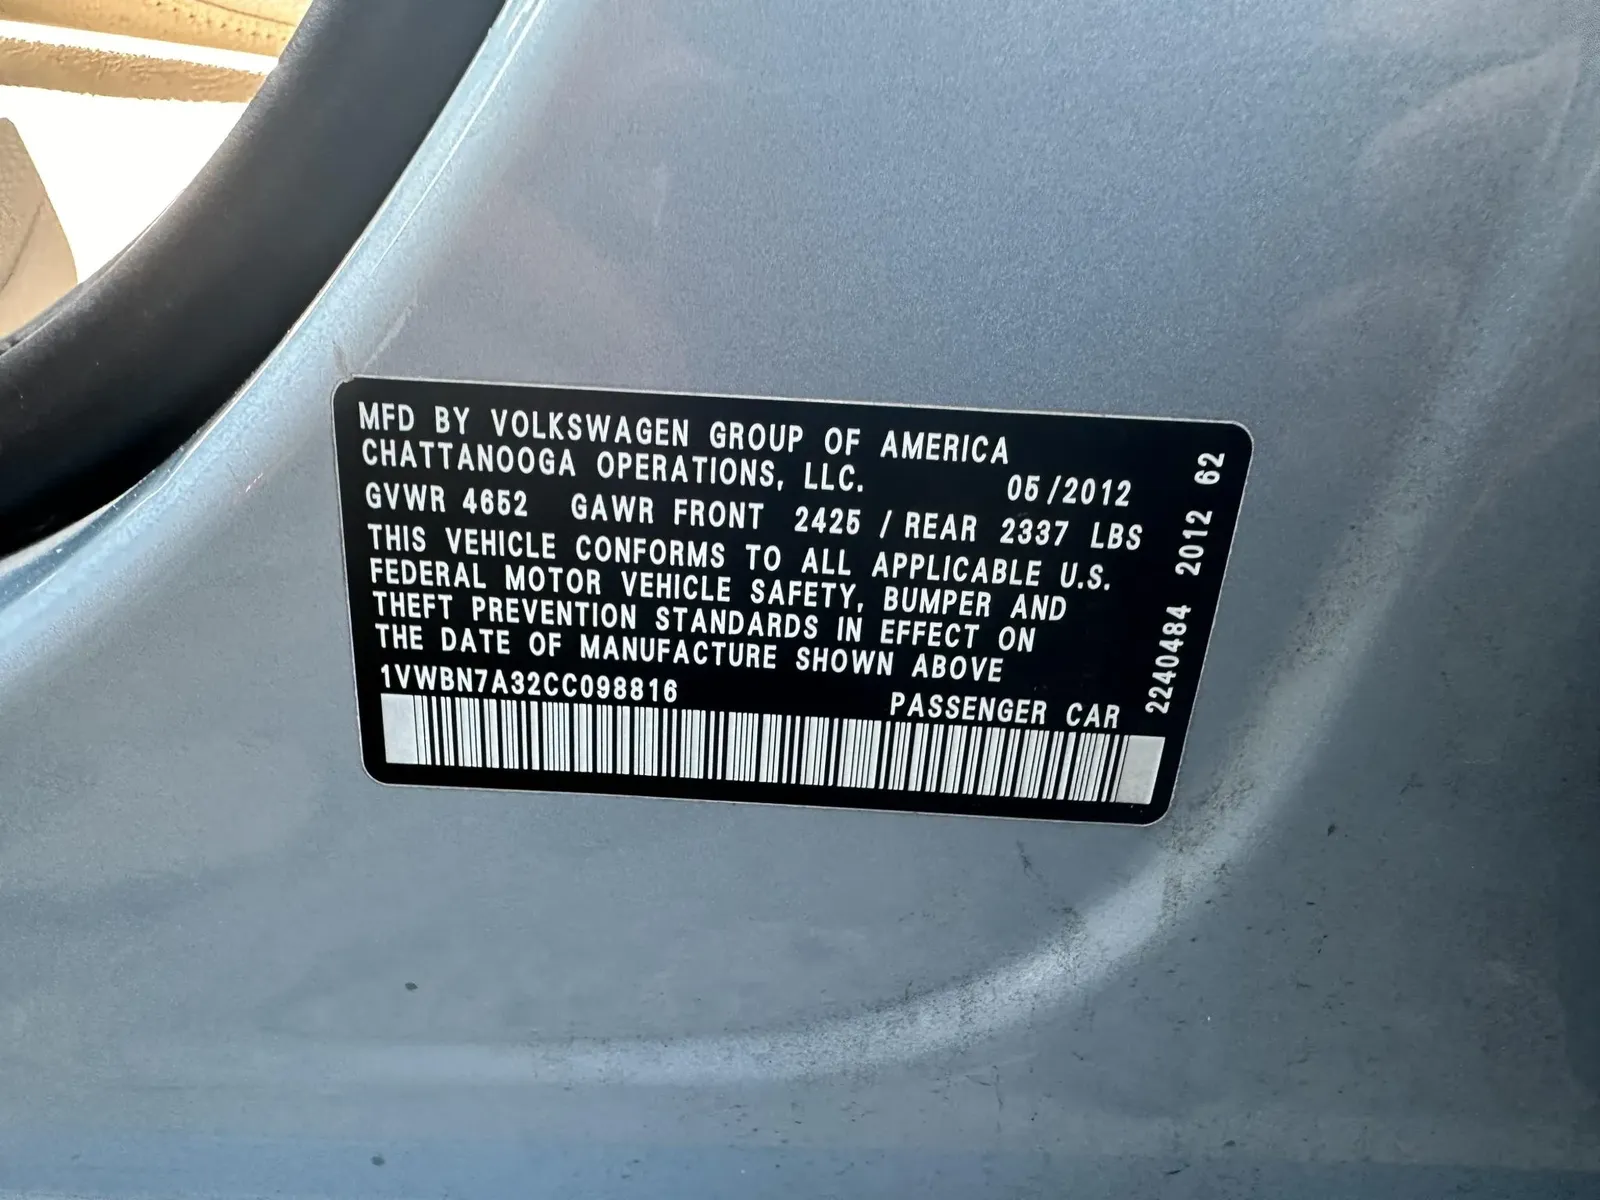 MFD BY VOLKSWAGEN GROUP OF AMERICA
CHATTANOOGA OPERATIONS, LLC.
05/2012
GVWR 4652 GAWR FRONT 2425 / REAR 2337 LBS
THIS VEHICLE CONFORMS TO ALL APPLICABLE U.S.
FEDERAL MOTOR VEHICLE SAFETY, BUMPER AND
THEFT PREVENTION STANDARDS IN EFFECT ON
THE DATE OF MANUFACTURE SHOWN ABOVE
1VWBN7A32CC098816
PASSENGER CAR
2240484 2012 62